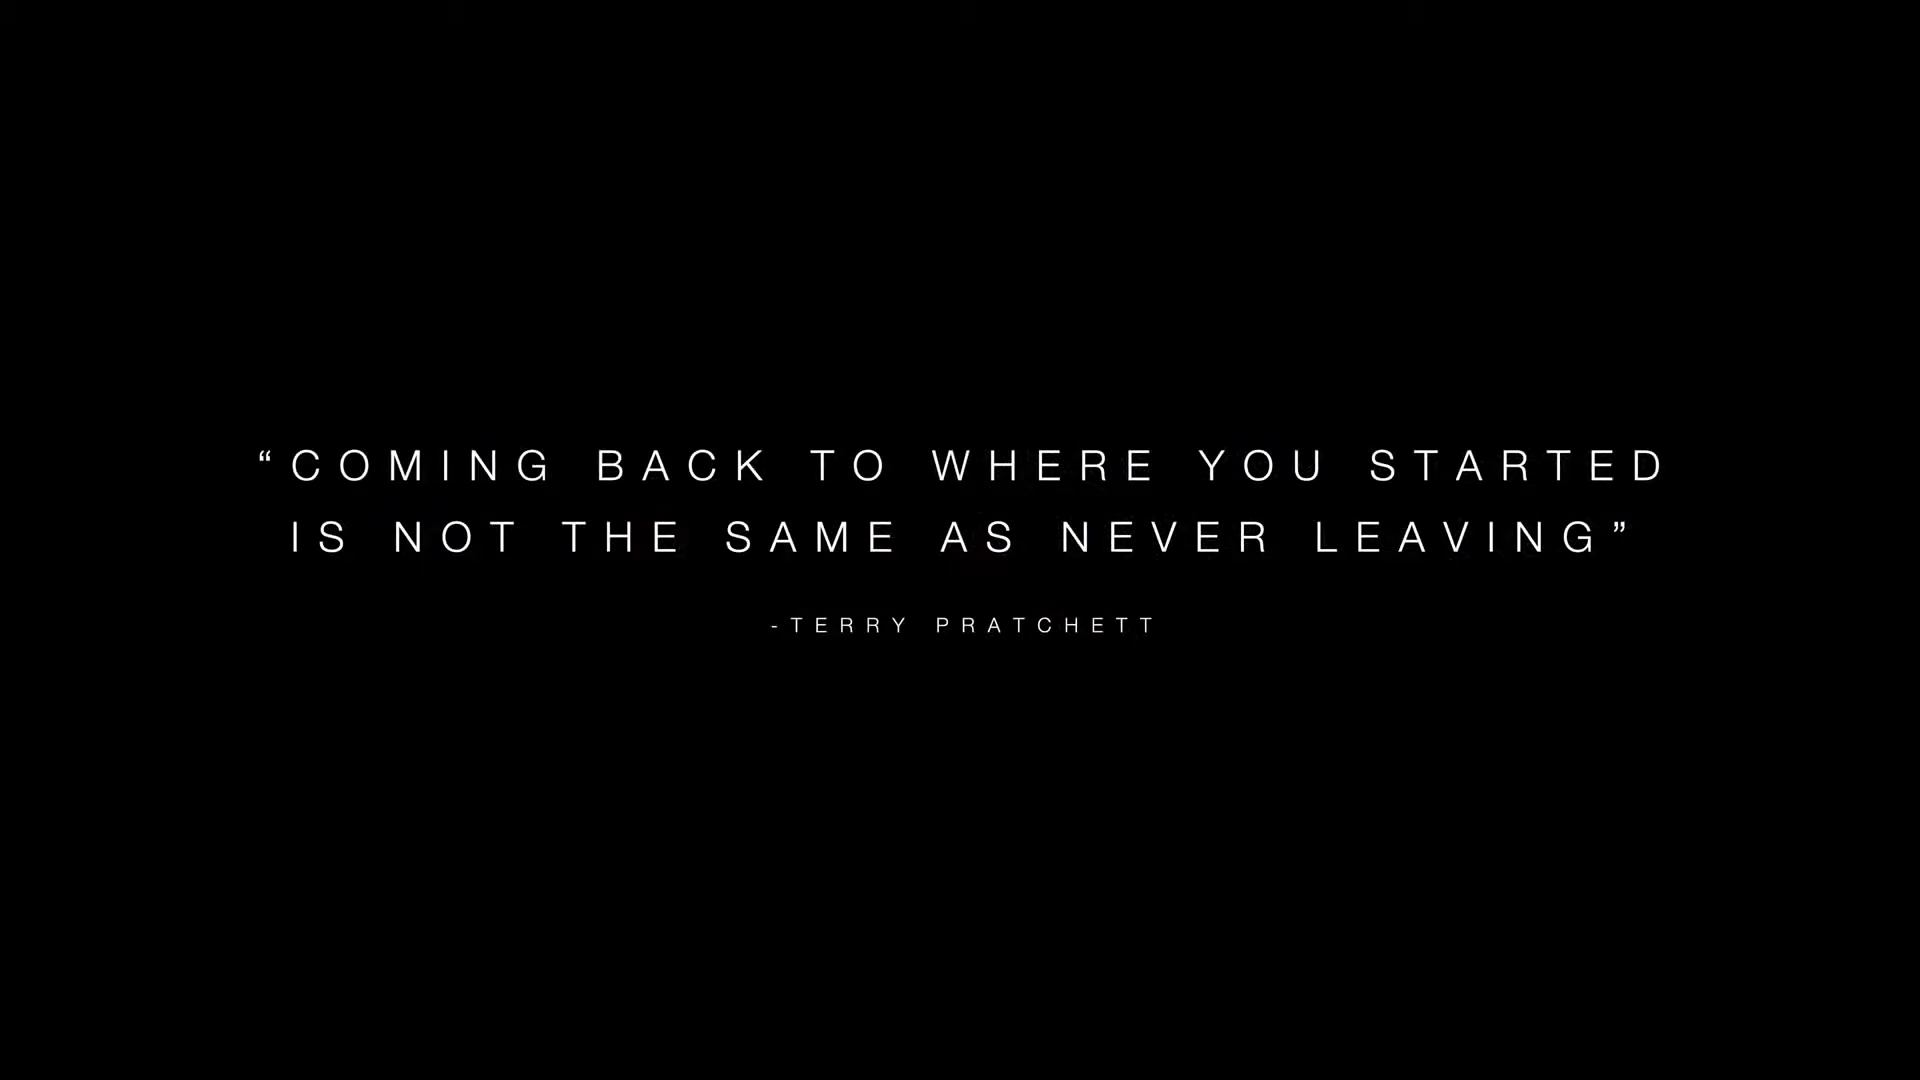 “COMING BACK TO WHERE YOU STARTED
IS NOT THE SAME AS NEVER LEAVING”
-TERRY PRATCHETT